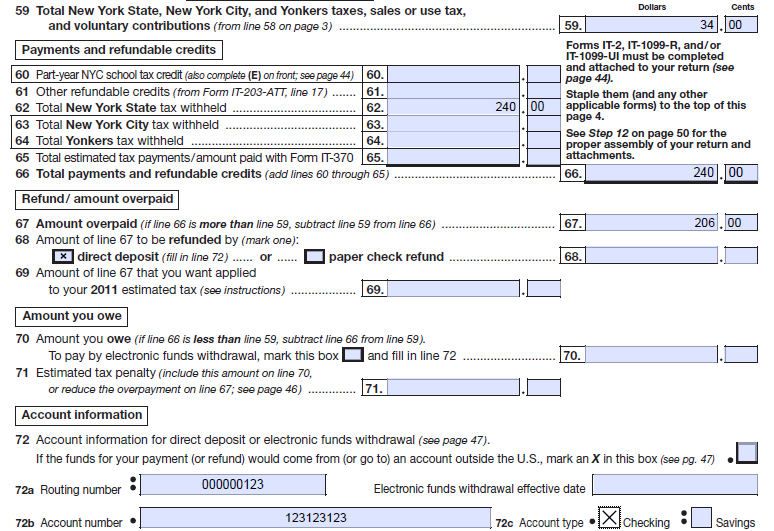 Dollars Cents
59 Total New York State, New York City, and Yonkers taxes, sales or use tax,
and voluntary contributions (from line 58 on page 3) ........ 59. 34 . 00
Payments and refundable credits
Forms IT-2, IT-1099-R, and/or
IT-1099-UI must be completed
and attached to your return (see
page 44).
Staple them (and any other
applicable forms) to the top of this
page 4.
See Step 12 on page 50 for the
proper assembly of your return and
attachments.
60 Part-year NYC school tax credit (also complete (E) on front; see page 44) 60. .
61 Other refundable credits (from Form IT-203-ATT, line 17) ....... 61. .
62 Total New York State tax withheld ........ 62. 240 . 00
63 Total New York City tax withheld ........ 63. .
64 Total Yonkers tax withheld ........ 64. .
65 Total estimated tax payments/amount paid with Form IT-370 65. .
66 Total payments and refundable credits (add lines 60 through 65) ........ 66. 240 . 00
Refund / amount overpaid
67 Amount overpaid (if line 66 is more than line 59, subtract line 59 from line 66) ........ 67. 206 . 00
68 Amount of line 67 to be refunded by (mark one):
x direct deposit (fill in line 72) ...... or ...... paper check refund ........ 68. .
69 Amount of line 67 that you want applied
to your 2011 estimated tax (see instructions) ........ 69. .
Amount you owe
70 Amount you owe (if line 66 is less than line 59, subtract line 66 from line 59).
To pay by electronic funds withdrawal, mark this box and fill in line 72 ........ 70. .
71 Estimated tax penalty (include this amount on line 70,
or reduce the overpayment on line 67; see page 46) ........ 71. .
Account information
72 Account information for direct deposit or electronic funds withdrawal (see page 47).
If the funds for your payment (or refund) would come from (or go to) an account outside the U.S., mark an X in this box (see pg. 47) •
72a Routing number • 000000123 Electronic funds withdrawal effective date
72b Account number • 123123123 72c Account type • X Checking • Savings